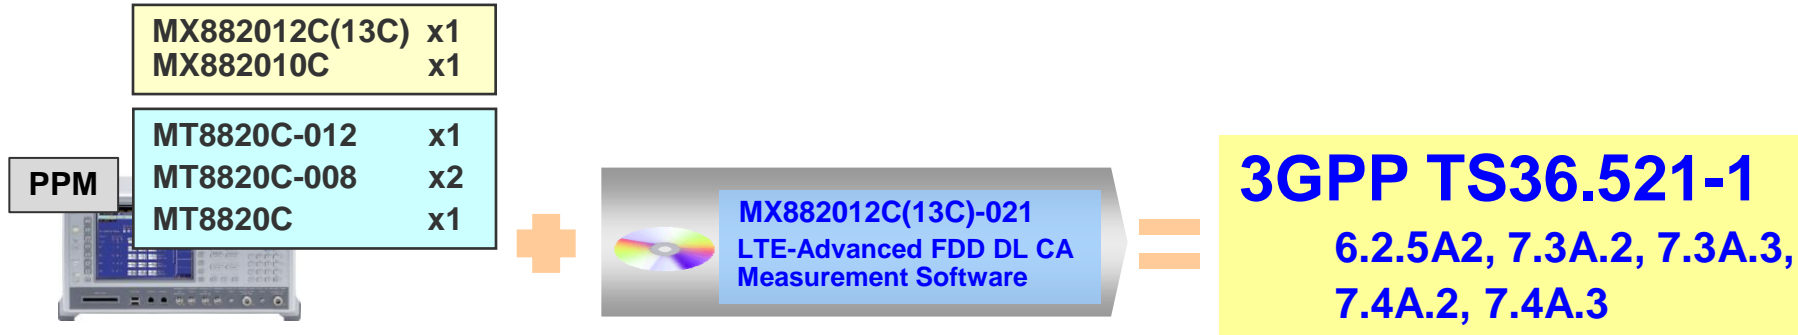 MX882012C(13C) x1
MX882010C x1
MT8820C-012 x1
MT8820C-008 x2
MT8820C x1
PPM
MX882012C(13C)-021
LTE-Advanced FDD DL CA
Measurement Software
3GPP TS36.521-1
6.2.5A2, 7.3A.2, 7.3A.3,
7.4A.2, 7.4A.3